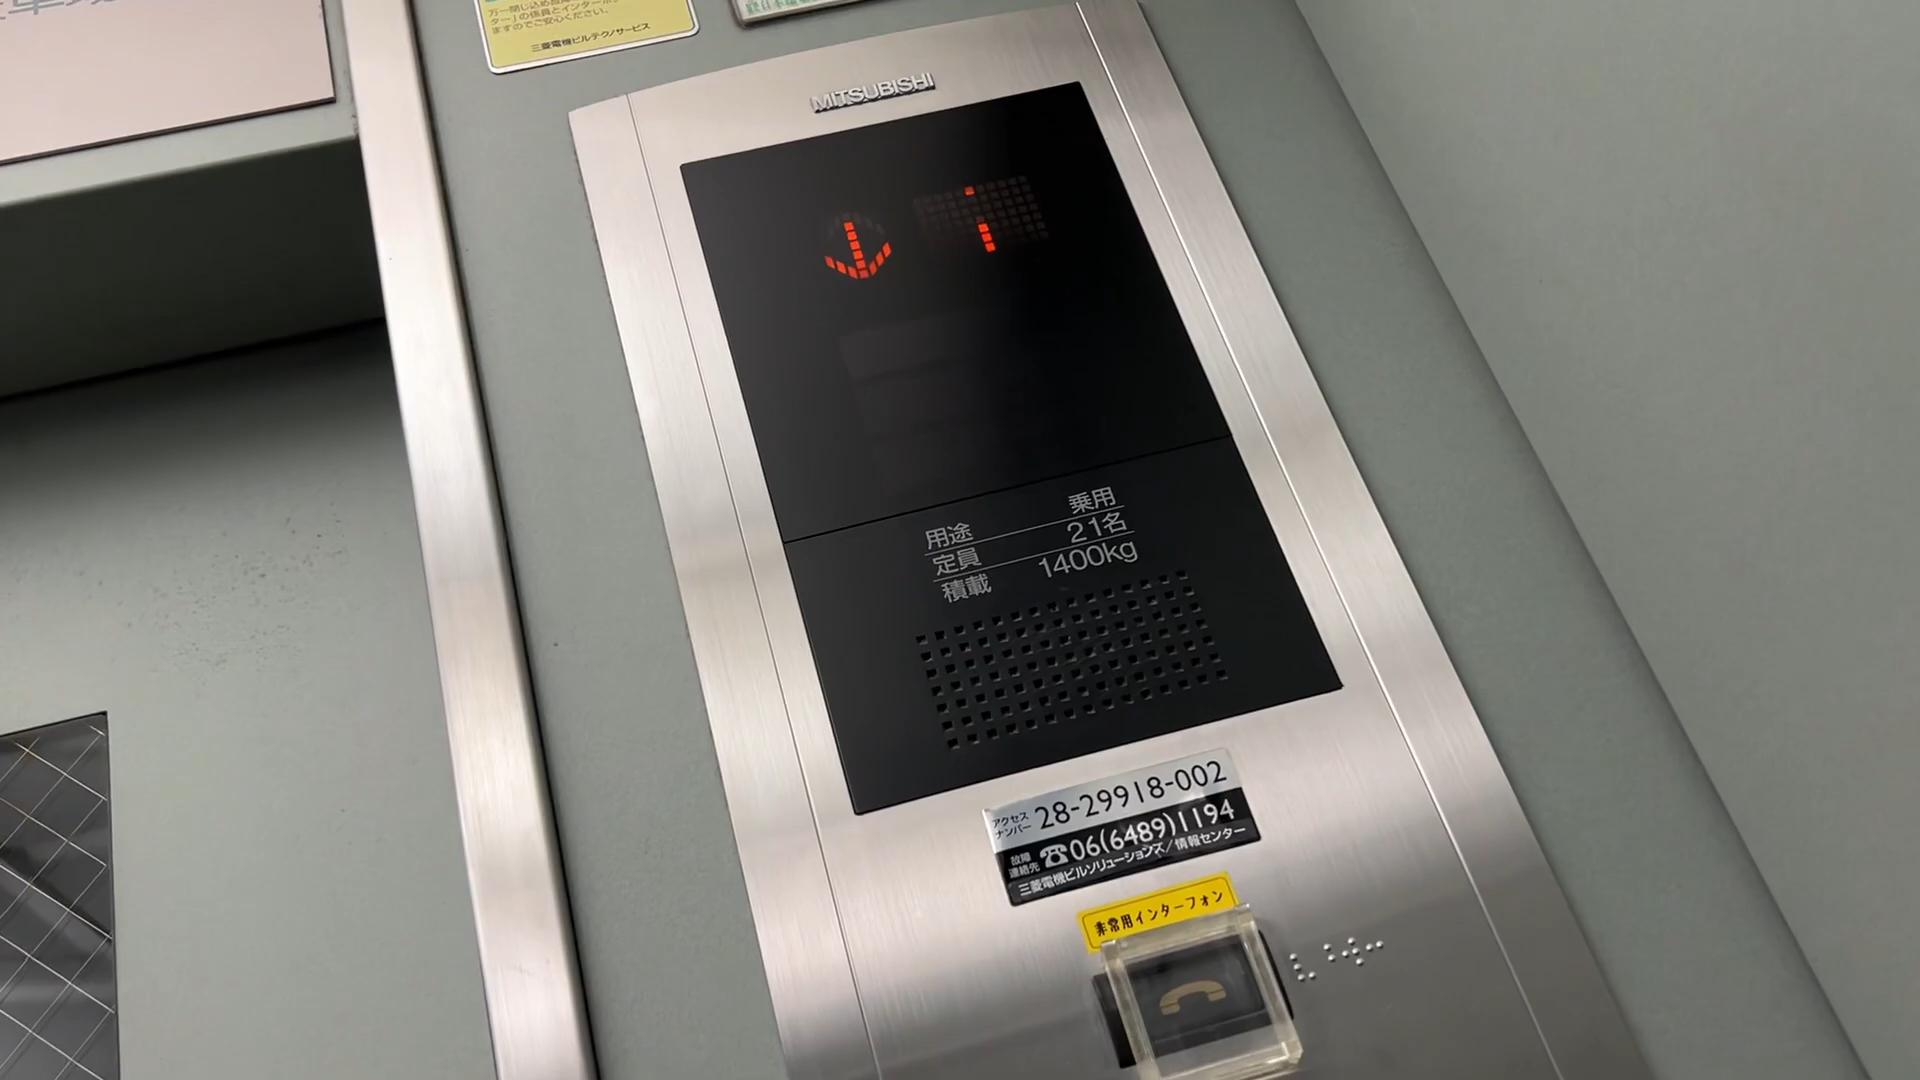 ター」の係員とインターホ
ますのでご安心ください。
三菱電機ビルテクノサービス
MITSUBISHI
用途 乗用
定員 21名
積載 1400kg
アクセスナンバー 28-29918-002
故障連絡先 ☎06(6489)1194
三菱電機ビルソリューションズ/情報センター
非常用インターフォン